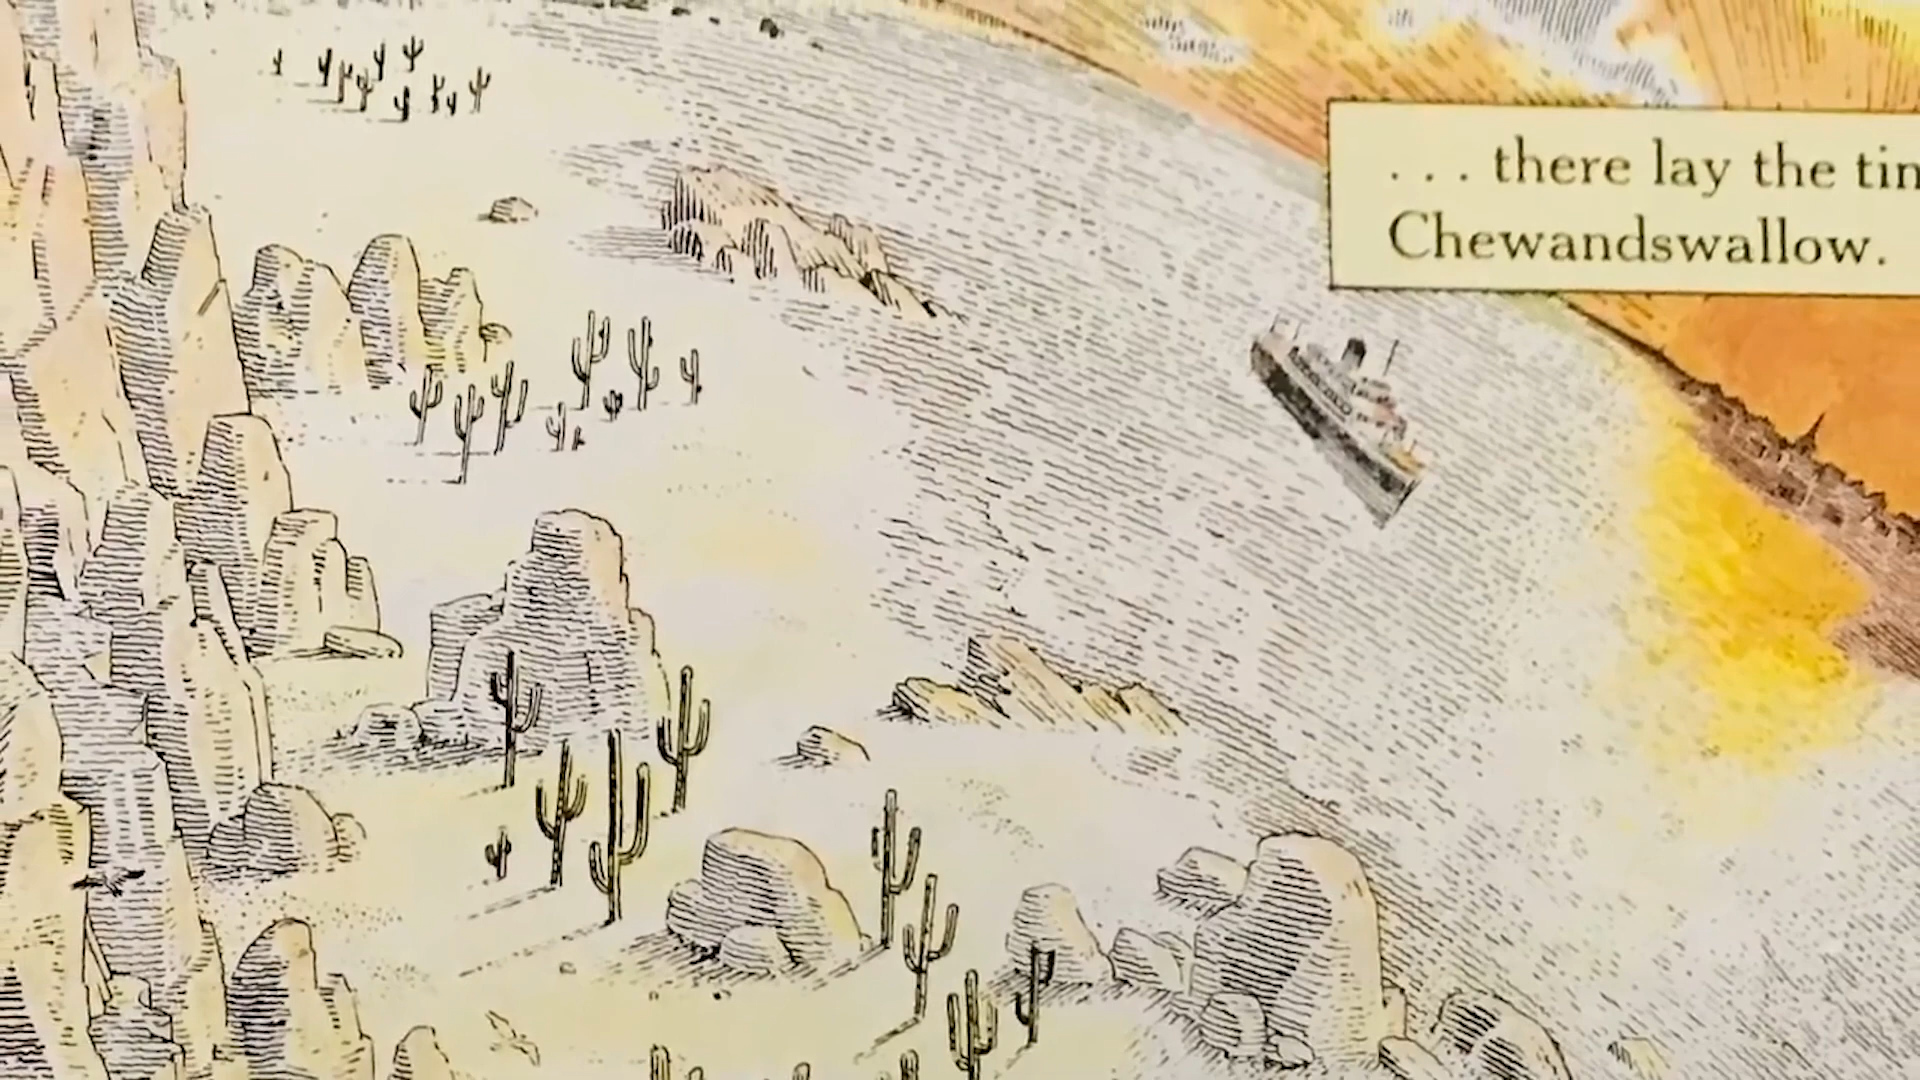 . . . there lay the tin
Chewandswallow.